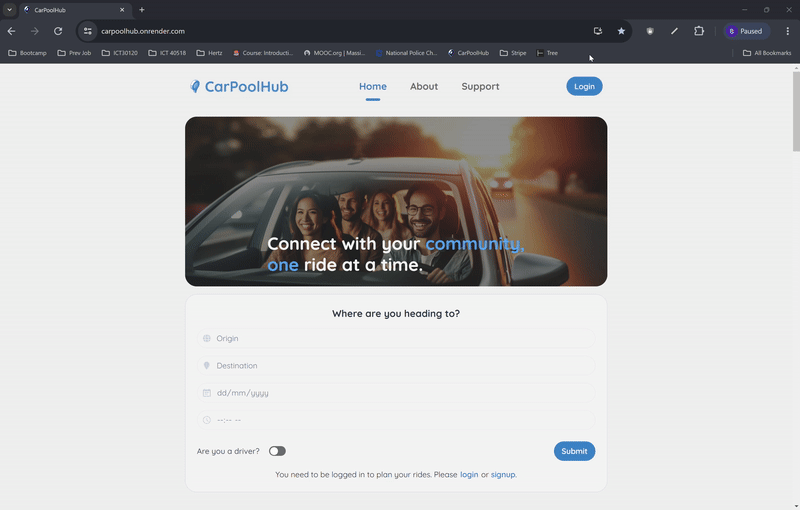 CarPoolHub
carpoolhub.onrender.com
Paused
Bootcamp
Prev Job
ICT30120
ICT 40518
Hertz
Course: Introducti...
MOOC.org | Massi...
National Police Ch...
CarPoolHub
Stripe
Tree
All Bookmarks
CarPoolHub
Home
About
Support
Login
Connect with your community,
one ride at a time.
Where are you heading to?
Origin
Destination
dd/mm/yyyy
--:-- --
Are you a driver?
Submit
You need to be logged in to plan your rides. Please login or signup.